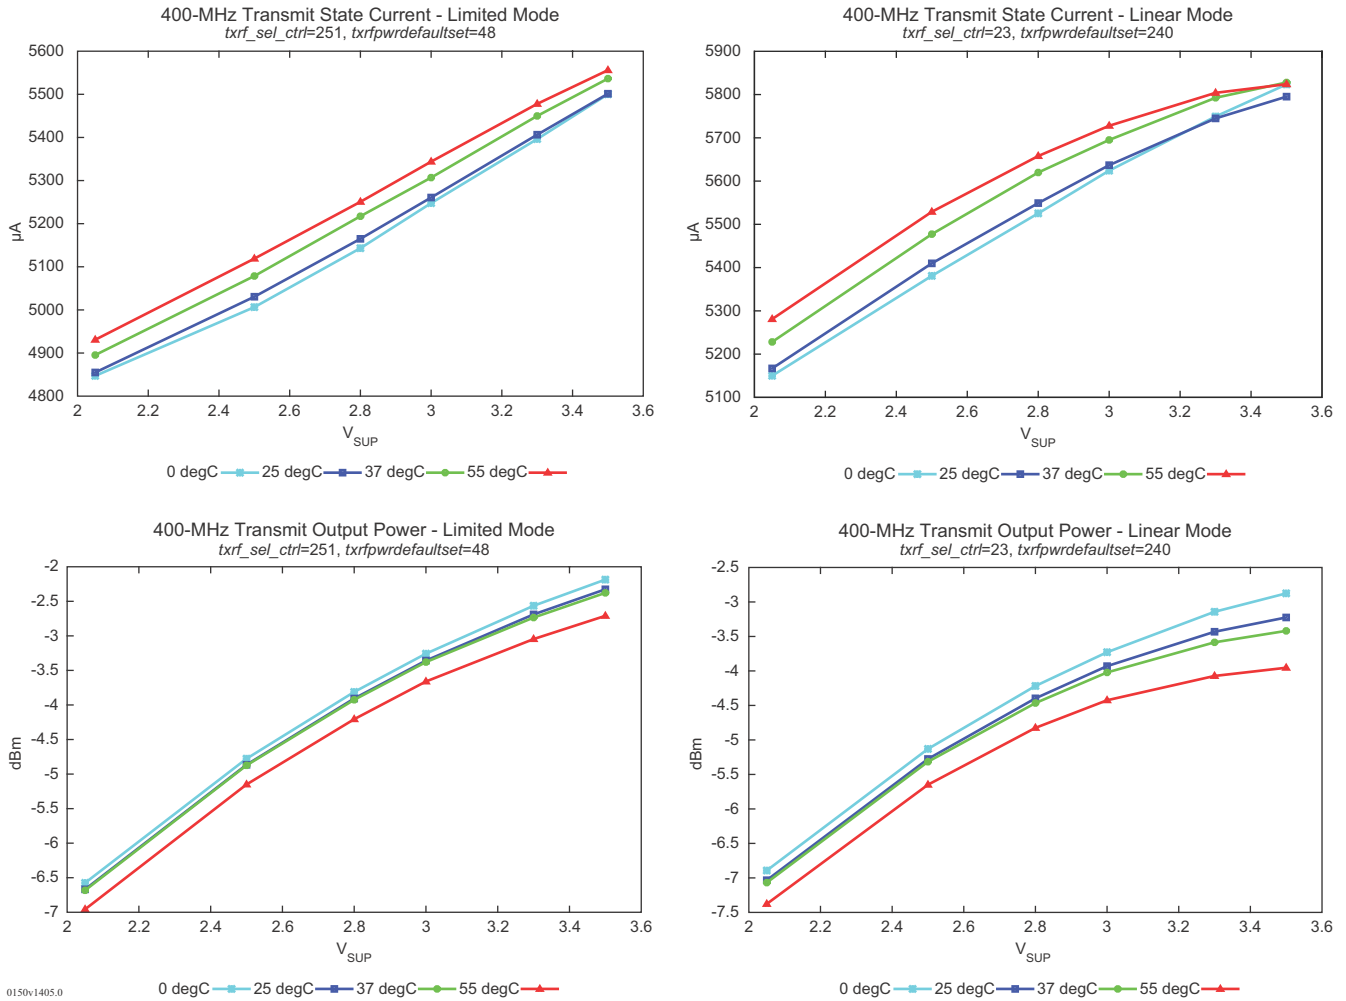 400-MHz Transmit State Current - Limited Mode
txrf_sel_ctrl=251, txrfpwrdefaultset=48
5600
5500
5400
5300
5200
5100
5000
4900
4800
µA
2 2.2 2.4 2.6 2.8 3 3.2 3.4 3.6
VSUP
0 degC 25 degC 37 degC 55 degC
400-MHz Transmit State Current - Linear Mode
txrf_sel_ctrl=23, txrfpwrdefaultset=240
5900
5800
5700
5600
5500
5400
5300
5200
5100
µA
2 2.2 2.4 2.6 2.8 3 3.2 3.4 3.6
VSUP
0 degC 25 degC 37 degC 55 degC
400-MHz Transmit Output Power - Limited Mode
txrf_sel_ctrl=251, txrfpwrdefaultset=48
-2
-2.5
-3
-3.5
-4
-4.5
-5
-5.5
-6
-6.5
-7
dBm
2 2.2 2.4 2.6 2.8 3 3.2 3.4 3.6
VSUP
0 degC 25 degC 37 degC 55 degC
400-MHz Transmit Output Power - Linear Mode
txrf_sel_ctrl=23, txrfpwrdefaultset=240
-2.5
-3
-3.5
-4
-4.5
-5
-5.5
-6
-6.5
-7
-7.5
dBm
2 2.2 2.4 2.6 2.8 3 3.2 3.4 3.6
VSUP
0 degC 25 degC 37 degC 55 degC
0150v1405.0